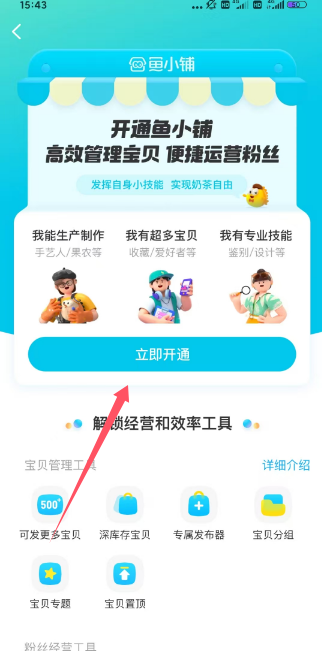 15:43
鱼小铺
开通鱼小铺
高效管理宝贝 便捷运营粉丝
发挥自身小技能 实现奶茶自由
我能生产制作
我有超多宝贝
我有专业技能
手艺人/果农等
收藏/爱好者等
鉴别/设计等
立即开通
解锁经营和效率工具
宝贝管理工具
详细介绍
500+
可发更多宝贝
深库存宝贝
专属发布器
宝贝分组
宝贝专题
宝贝置顶
粉丝经营工具